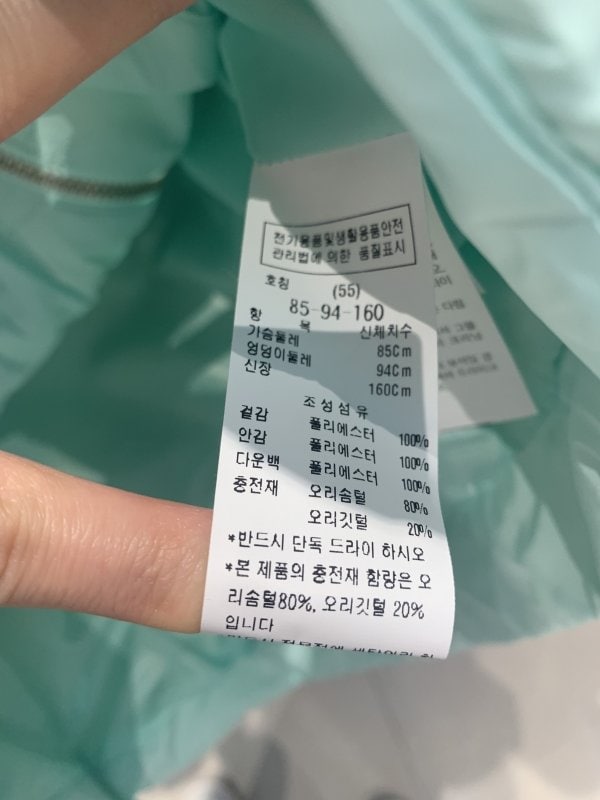 전기용품및생활용품안전
관리법에 의한 품질표시
호칭 (55)
85-94-160
항 목 신체치수
가슴둘레 85Cm
엉덩이둘레 94Cm
신장 160Cm
조성섬유
겉감 폴리에스터 100%
안감 폴리에스터 100%
다운백 폴리에스터 100%
충전재 오리솜털 80%
오리깃털 20%
*반드시 단독 드라이 하시오
*본 제품의 충전재 함량은 오
리솜털80%, 오리깃털 20%
입니다